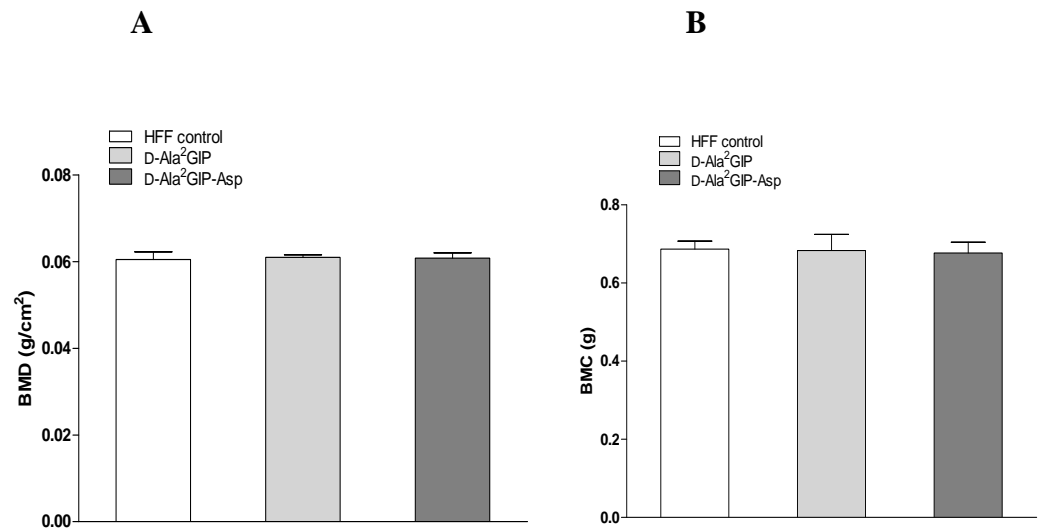 A
B
HFF control
D-Ala²GIP
D-Ala²GIP-Asp
0.08
0.06
0.04
0.02
0.00
BMD (g/cm²)
HFF control
D-Ala²GIP
D-Ala²GIP-Asp
0.8
0.6
0.4
0.2
0.0
BMC (g)